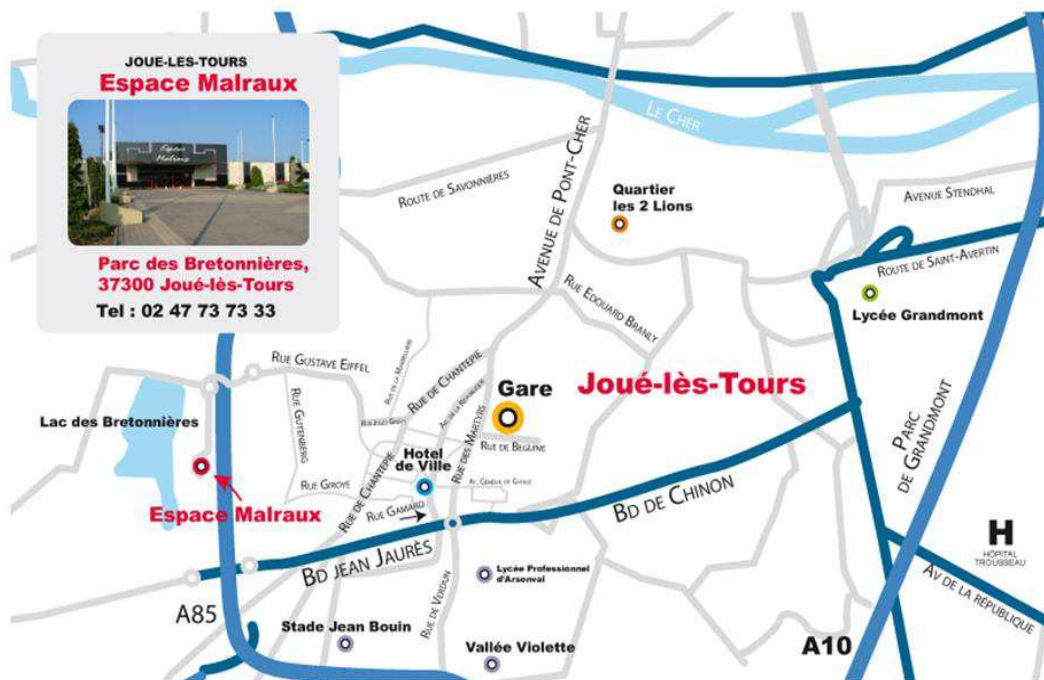 JOUE-LES-TOURS
Espace Malraux
Espace
Malraux
Parc des Bretonnières,
37300 Joué-lès-Tours
Tel : 02 47 73 73 33
LE CHER
AVENUE DE PONT-CHER
ROUTE DE SAVONNIÈRES
Quartier
les 2 Lions
AVENUE STENDHAL
ROUTE DE SAINT-AVERTIN
Lycée Grandmont
RUE EDOUARD BRANLY
RUE GUSTAVE EIFFEL
RUE DE CHANTEPIE
Gare
Joué-lès-Tours
Lac des Bretonnières
RUE GUTENBERG
RUE DES MARTYRS
RUE DE BEGUINE
Hotel
de Ville
PARC
DE GRANDMONT
RUE GIROYE
RUE DE CHANTEPIE
RUE GAMARD
Espace Malraux
BD DE CHINON
BD JEAN JAURÈS
H
HÔPITAL
TROUSSEAU
Lycée Professionnel
d'Arsonval
RUE DE VERDUN
AV DE LA RÉPUBLIQUE
A85
Stade Jean Bouin
Vallée Violette
A10